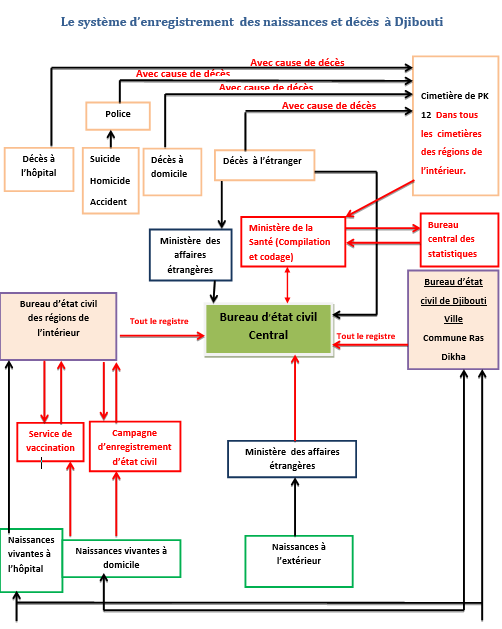 Le système d'enregistrement des naissances et décès à Djibouti
Avec cause de décès
Avec cause de décès
Avec cause de décès
Avec cause de décès
Police
Cimetière de PK
12 Dans tous
les cimetières
des régions de
l'intérieur.
Décès à
l'hôpital
Suicide
Homicide
Accident
Décès à
domicile
Décès à l'étranger
Ministère des
affaires
étrangères
Ministère de la
Santé (Compilation
et codage)
Bureau
central des
statistiques
Bureau d'état civil
des régions de
l'intérieur
Tout le registre
Bureau d'état civil
Central
Tout le registre
Bureau d'état
civil de Djibouti
Ville
Commune Ras
Dikha
Service de
vaccination
Campagne
d'enregistrement
d'état civil
Ministère des affaires
étrangères
Naissances
vivantes à
l'hôpital
Naissances vivantes à
domicile
Naissances à
l'extérieur